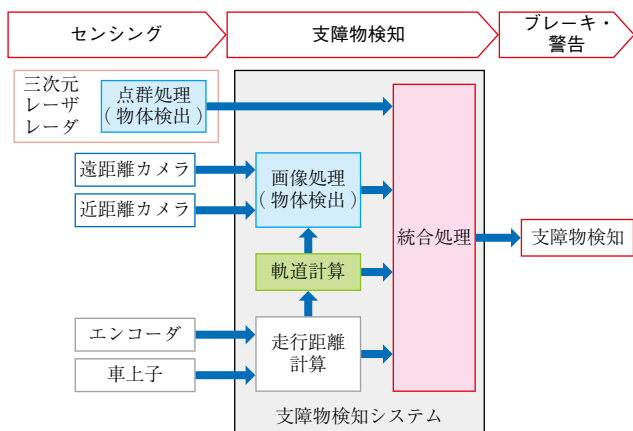 センシング
支障物検知
ブレーキ・
警告
三次元
レーザ
レーダ
点群処理
(物体検出)
遠距離カメラ
近距離カメラ
画像処理
(物体検出)
統合処理
支障物検知
軌道計算
エンコーダ
車上子
走行距離
計算
支障物検知システム